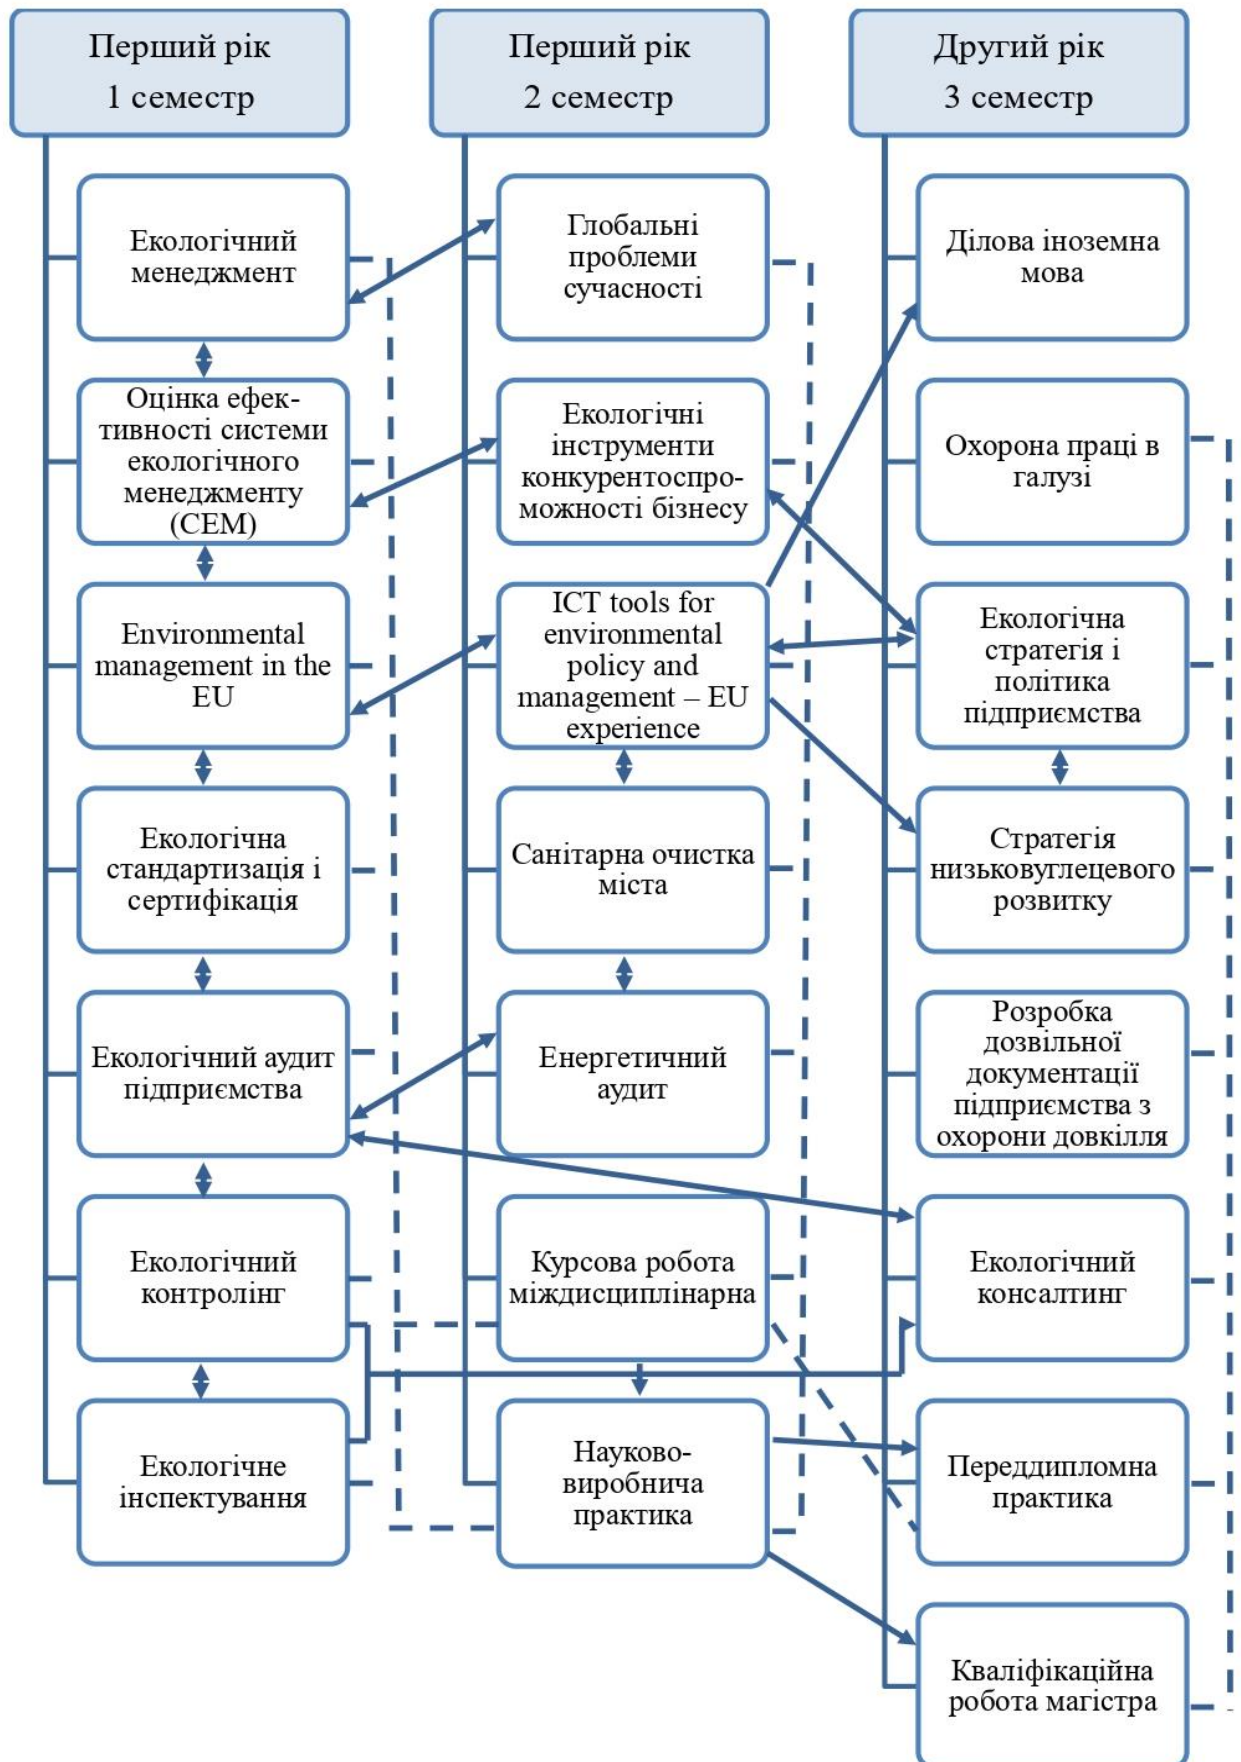 Перший рік
1 семестр
Екологічний
менеджмент
Оцінка ефек-
тивності системи
екологічного
менеджменту
(СЕМ)
Environmental
management in the
EU
Екологічна
стандартизація і
сертифікація
Екологічний аудит
підприємства
Екологічний
контролінг
Екологічне
інспектування
Перший рік
2 семестр
Глобальні
проблеми
сучасності
Екологічні
інструменти
конкурентоспро-
можності бізнесу
ICT tools for
environmental
policy and
management – EU
experience
Санітарна очистка
міста
Енергетичний
аудит
Курсова робота
міждисциплінарна
Науково-
виробнича
практика
Другий рік
3 семестр
Ділова іноземна
мова
Охорона праці в
галузі
Екологічна
стратегія і
політика
підприємства
Стратегія
низьковуглецевого
розвитку
Розробка
дозвільної
документації
підприємства з
охорони довкілля
Екологічний
консалтинг
Переддипломна
практика
Кваліфікаційна
робота магістра